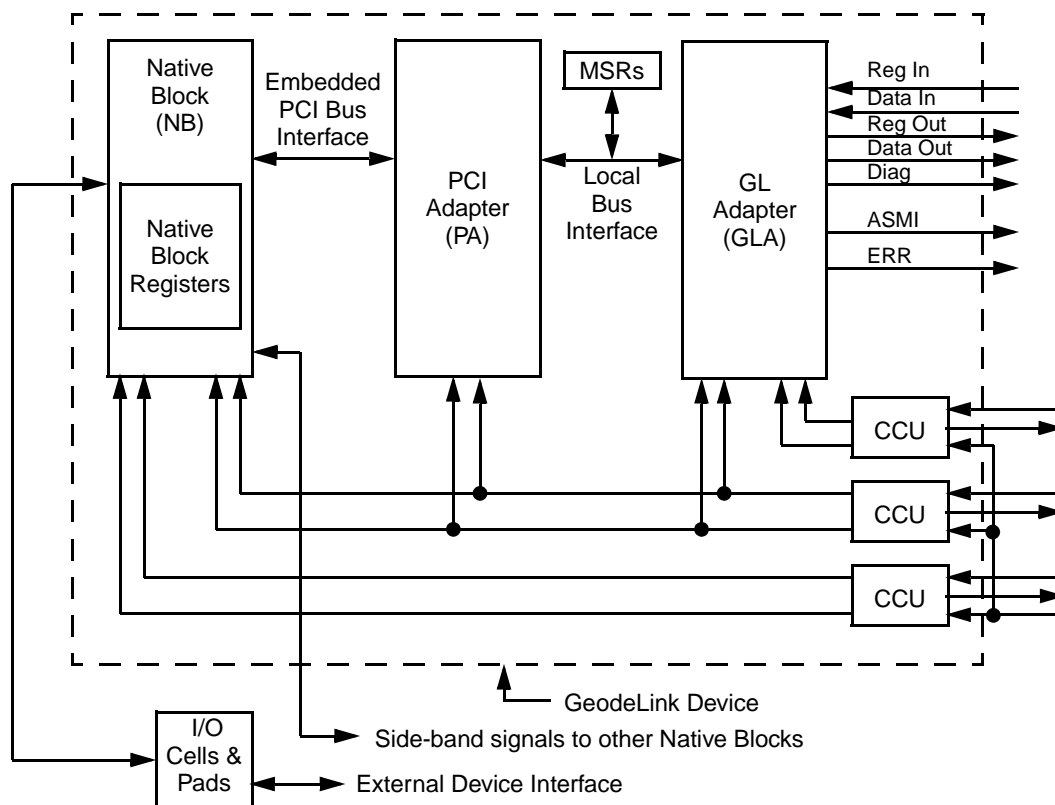 Native
Block
(NB)
Native
Block
Registers
Embedded
PCI Bus
Interface
PCI
Adapter
(PA)
MSRs
Local
Bus
Interface
GL
Adapter
(GLA)
Reg In
Data In
Reg Out
Data Out
Diag
ASMI
ERR
CCU
CCU
CCU
GeodeLink Device
I/O
Cells &
Pads
Side-band signals to other Native Blocks
External Device Interface